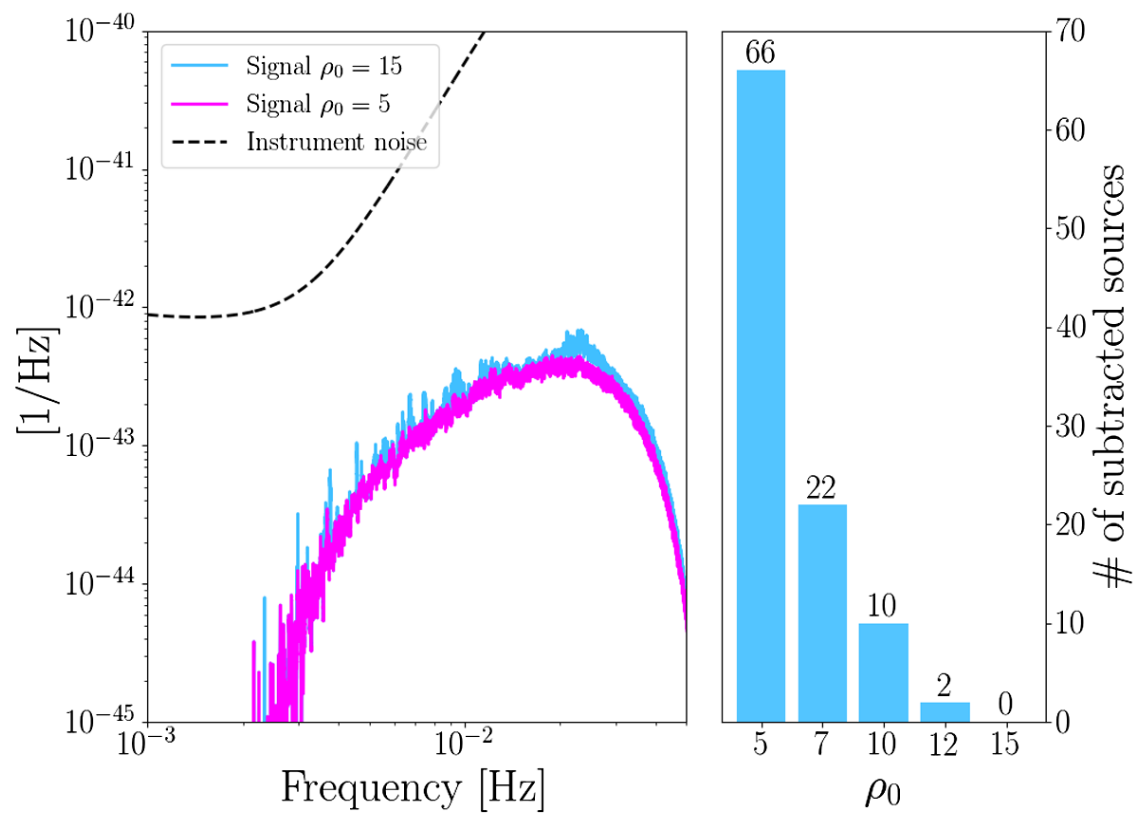 10⁻⁴⁰
10⁻⁴¹
10⁻⁴²
10⁻⁴³
10⁻⁴⁴
10⁻⁴⁵
[1/Hz]
Signal ρ₀ = 15
Signal ρ₀ = 5
Instrument noise
10⁻³
10⁻²
Frequency [Hz]
66
22
10
2
0
5 7 10 12 15
ρ₀
70
60
50
40
30
20
10
0
# of subtracted sources